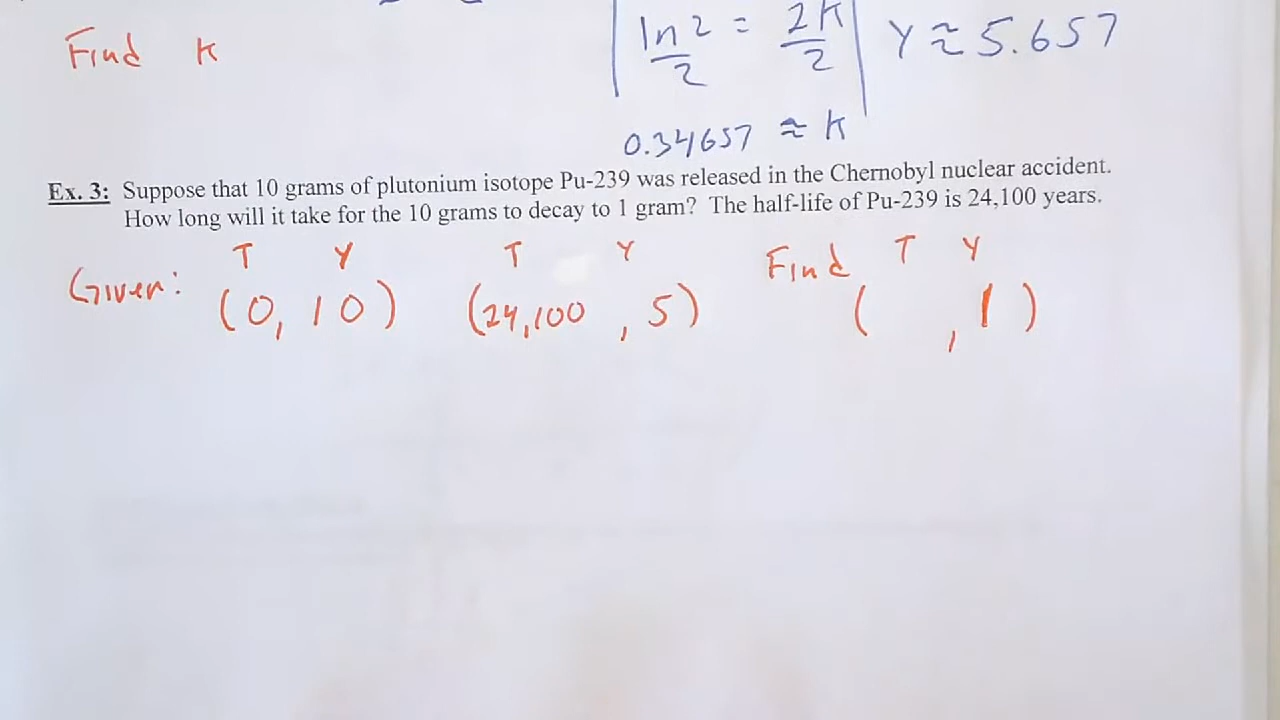 Find K
ln 2 = 2K
2 2
Y ≈ 5.657
0.34657 ≈ K
Ex. 3: Suppose that 10 grams of plutonium isotope Pu-239 was released in the Chernobyl nuclear accident.
How long will it take for the 10 grams to decay to 1 gram? The half-life of Pu-239 is 24,100 years.
T Y T Y Find T Y
Given: (0, 10) (24,100 , 5) ( , 1)